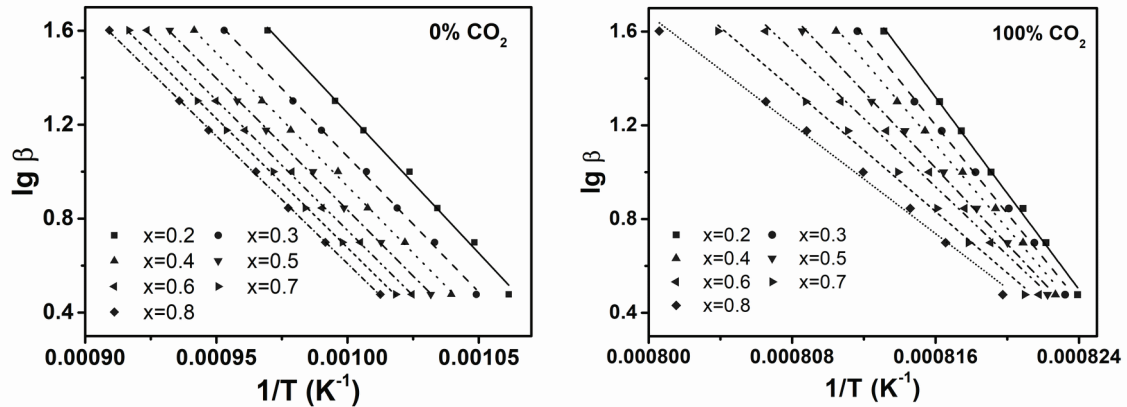 0% CO₂
lg β
1.6
1.2
0.8
0.4
x=0.2 x=0.3
x=0.4 x=0.5
x=0.6 x=0.7
x=0.8
0.00090 0.00095 0.00100 0.00105
1/T (K⁻¹)
100% CO₂
lg β
1.6
1.2
0.8
0.4
x=0.2 x=0.3
x=0.4 x=0.5
x=0.6 x=0.7
x=0.8
0.000800 0.000808 0.000816 0.000824
1/T (K⁻¹)